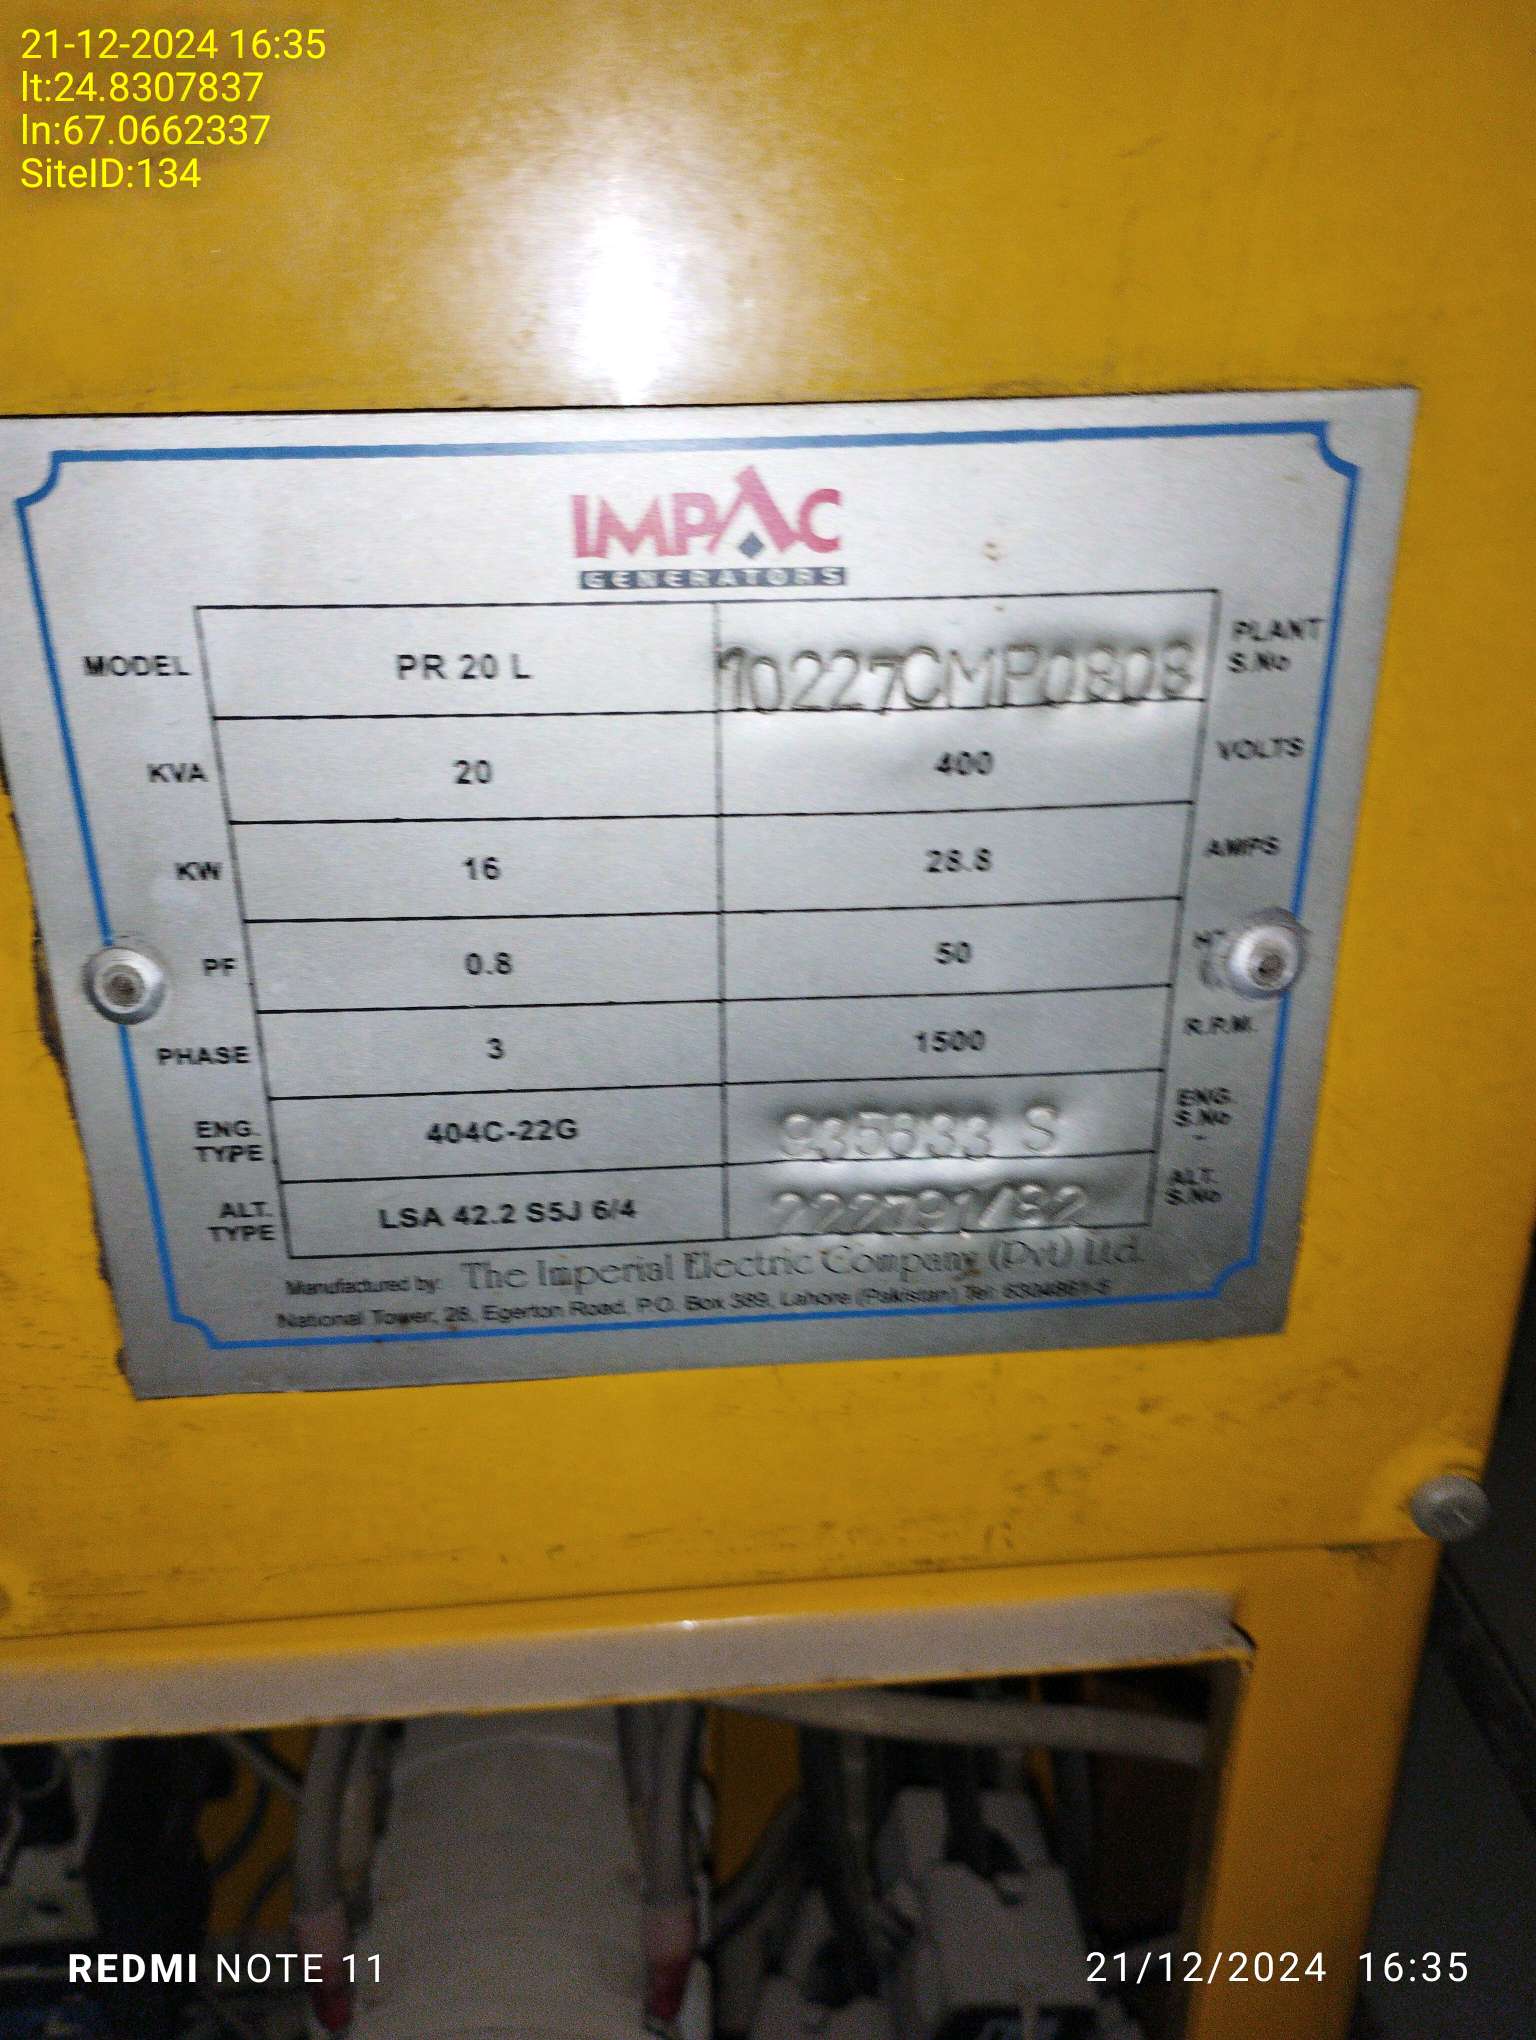 21-12-2024 16:35
lt:24.8307837
ln:67.0662337
SiteID:134
IMPAC
GENERATORS
MODEL PR 20 L 10227CMP0808 PLANT S.No
KVA 20 400 VOLTS
KW 16 28.8 AMPS
PF 0.8 50
PHASE 3 1500 R.P.M.
ENG. TYPE 404C-22G ENG. S.No
ALT. TYPE LSA 42.2 S5J 6/4 ALT. S.No
Manufactured by: The Imperial Electric Company (Pvt) Ltd.
National Tower, 28, Egerton Road, P.O. Box 389, Lahore (Pakistan) Tel:
REDMI NOTE 11
21/12/2024 16:35